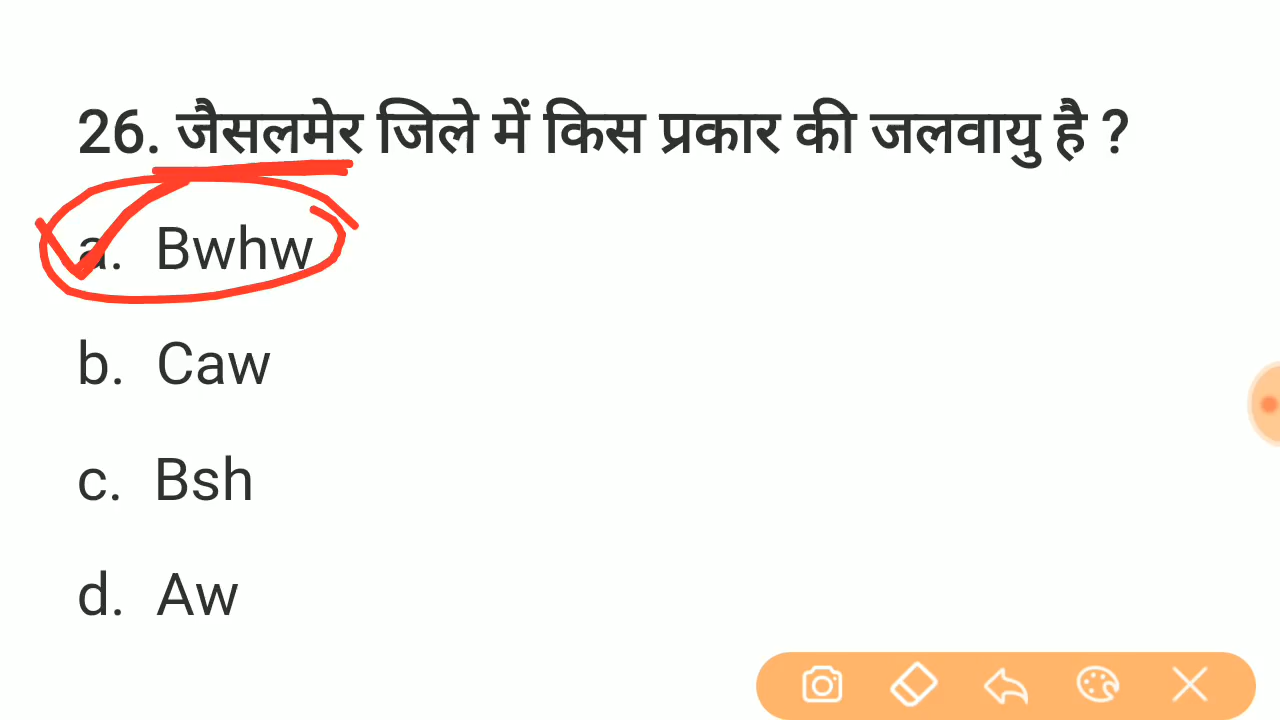 26. जैसलमेर जिले में किस प्रकार की जलवायु है ?
a. Bwhw
b. Caw
c. Bsh
d. Aw